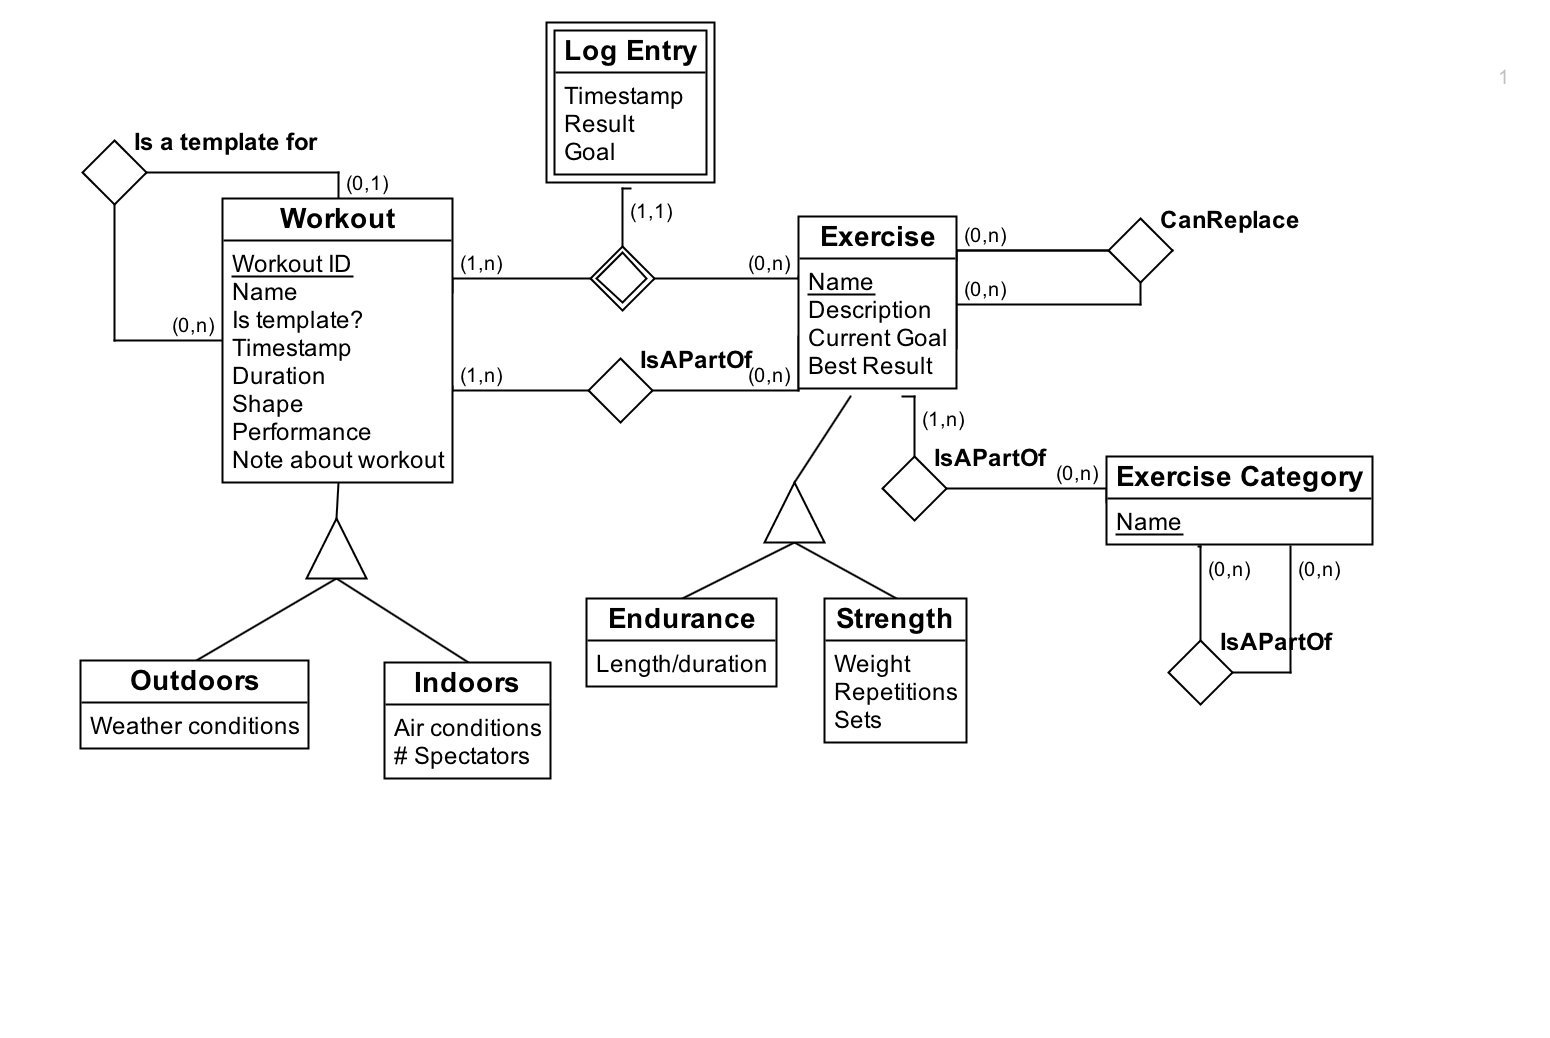 Log Entry
Timestamp
Result
Goal
1
Is a template for
(0,1)
Workout
Workout ID
Name
Is template?
Timestamp
Duration
Shape
Performance
Note about workout
(0,n)
(1,n)
(1,1)
(0,n)
IsAPartOf
(1,n)
(0,n)
Exercise
Name
Description
Current Goal
Best Result
(0,n)
CanReplace
(0,n)
(1,n)
IsAPartOf
(0,n)
Exercise Category
Name
(0,n)
(0,n)
IsAPartOf
Endurance
Length/duration
Strength
Weight
Repetitions
Sets
Outdoors
Weather conditions
Indoors
Air conditions
# Spectators